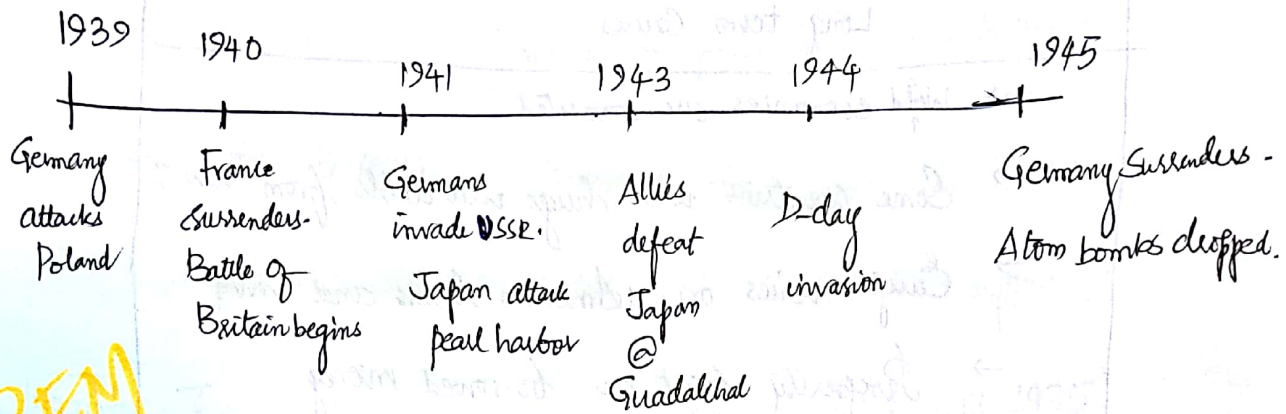 1939
1940
1941
1943
1944
1945
Germany
attacks
Poland
France
surrenders.
Battle of
Britain begins
Germans
invade USSR.
Japan attack
pearl harbor
Allies
defeat
Japan
@
Guadalchal
D-day
invasion
Germany Surrenders.
Atom bombs dropped.
REM